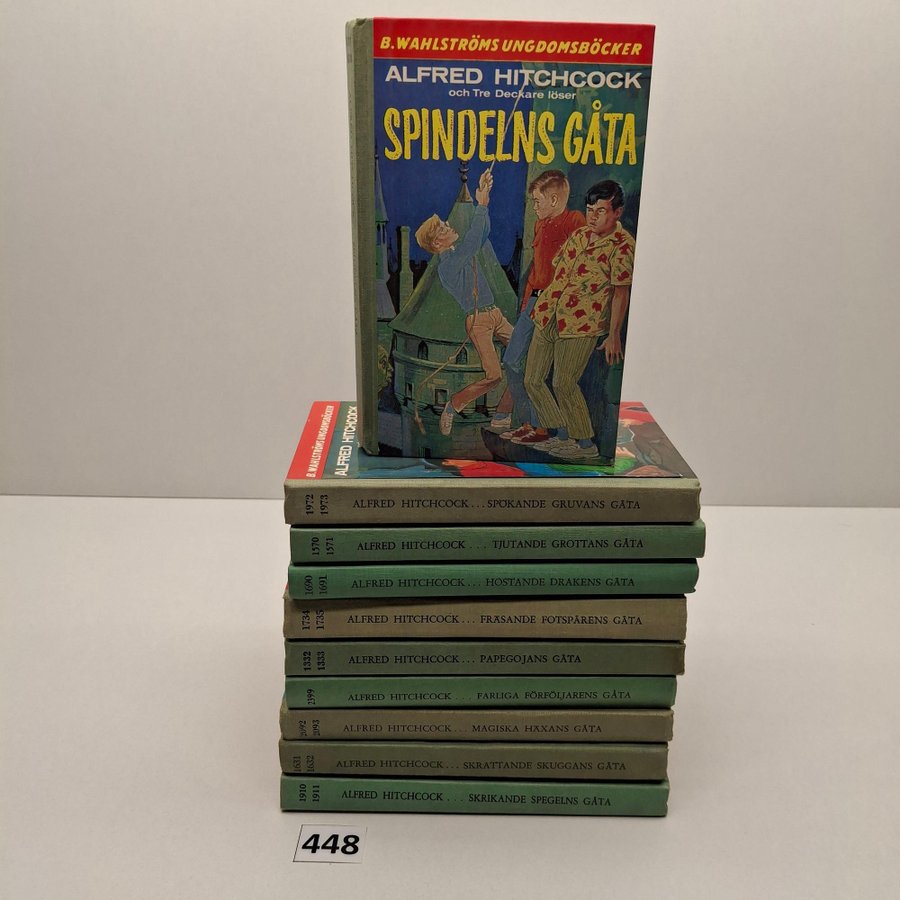 B. WAHLSTRÖMS UNGDOMSBÖCKER
ALFRED HITCHCOCK
och Tre Deckare löser
SPINDELNS GÅTA
B. WAHLSTRÖMS UNGDOMSBÖCKER
ALFRED HITCHCOCK
1972 1973 ALFRED HITCHCOCK... SPÖKANDE GRUVANS GÅTA
1570 1571 ALFRED HITCHCOCK... TJUTANDE GROTTANS GÅTA
1690 1691 ALFRED HITCHCOCK... HOSTANDE DRAKENS GÅTA
1734 1735 ALFRED HITCHCOCK... FRÄSANDE FOTSPÅRENS GÅTA
1332 1333 ALFRED HITCHCOCK... PAPEGOJANS GÅTA
2399 ALFRED HITCHCOCK... FARLIGA FÖRFÖLJARENS GÅTA
2092 2093 ALFRED HITCHCOCK... MAGISKA HÄXANS GÅTA
1631 1632 ALFRED HITCHCOCK... SKRATTANDE SKUGGANS GÅTA
1910 1911 ALFRED HITCHCOCK... SKRIKANDE SPEGELNS GÅTA
448